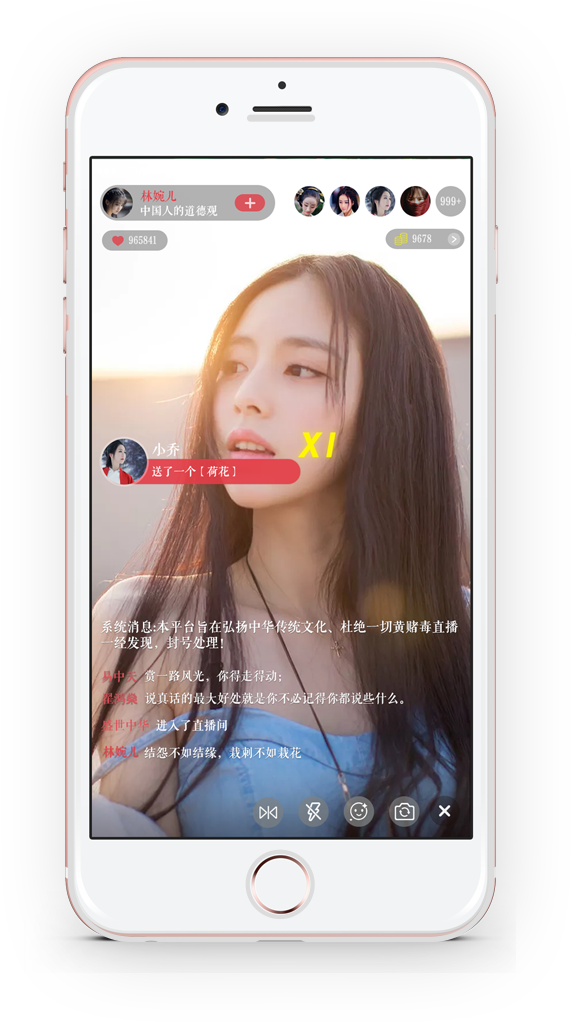 林婉儿
中国人的道德观
999+
965841
9678
小乔
X1
送了一个【荷花】
系统消息:本平台旨在弘扬中华传统文化、杜绝一切黄赌毒直播
一经发现，封号处理!
易中天 赏一路风光，你得走得动；
说真话的最大好处就是你不必记得你都说些什么。
盛世中华 进入了直播间
林婉儿 结怨不如结缘，栽刺不如栽花